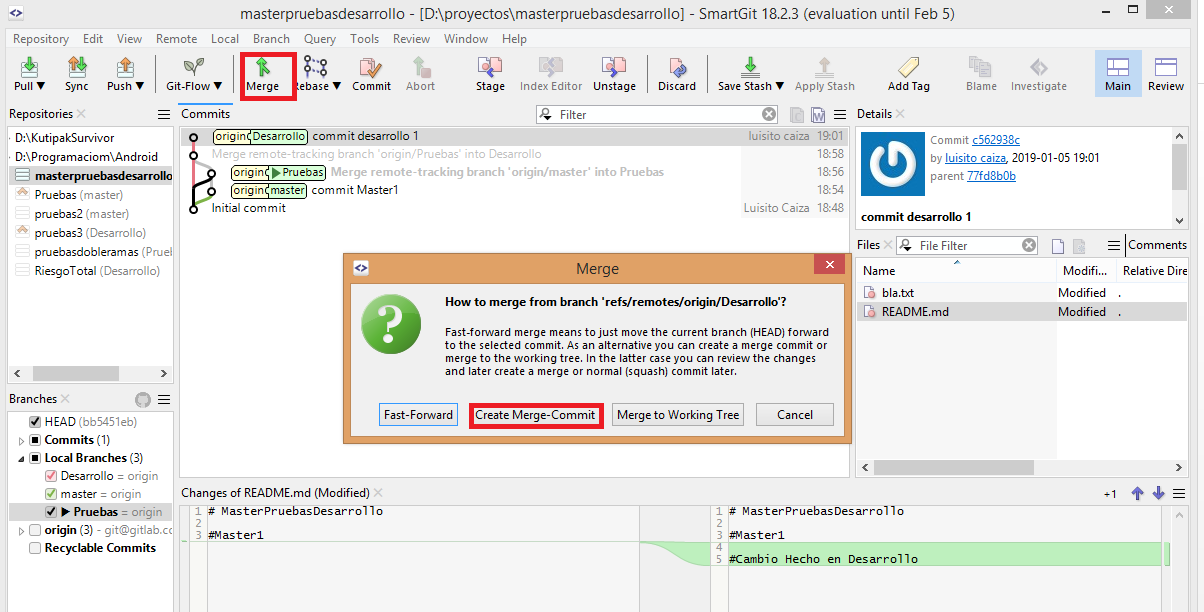 masterpruebasdesarrollo - [D:\proyectos\masterpruebasdesarrollo] - SmartGit 18.2.3 (evaluation until Feb 5)
Repository Edit View Remote Local Branch Query Tools Review Window Help
Pull ▼ Sync Push ▼ Git-Flow ▼ Merge Rebase ▼ Commit Abort Stage Index Editor Unstage Discard Save Stash ▼ Apply Stash Add Tag Blame Investigate Main Review
Repositories
D:\KutipakSurvivor
D:\Programaciom\Android
masterpruebasdesarrollo
Pruebas (master)
pruebas2 (master)
pruebas3 (Desarrollo)
pruebasdobleramas (Prueb
RiesgoTotal (Desarrollo)
Commits
Filter
origin Desarrollo commit desarrollo 1 luisito caiza 19:01
Merge remote-tracking branch 'origin/Pruebas' into Desarrollo 18:58
origin Pruebas Merge remote-tracking branch 'origin/master' into Pruebas 18:56
origin master commit Master1 18:54
Initial commit Luisito Caiza 18:48
Details
Commit c562938c
by luisito caiza, 2019-01-05 19:01
parent 77fd8b0b
commit desarrollo 1
Files File Filter Comments
Name Modifi... Relative Dire
bla.txt Modified .
README.md Modified .
Merge
How to merge from branch 'refs/remotes/origin/Desarrollo'?
Fast-forward merge means to just move the current branch (HEAD) forward
to the selected commit. As an alternative you can create a merge commit or
merge to the working tree. In the latter case you can review the changes
and later create a merge or normal (squash) commit later.
Fast-Forward Create Merge-Commit Merge to Working Tree Cancel
Branches
HEAD (bb5451eb)
Commits (1)
Local Branches (3)
Desarrollo = origin
master = origin
Pruebas = origin
origin (3) - git@gitlab.cc
Recyclable Commits
Changes of README.md (Modified)
+1
1 # MasterPruebasDesarrollo
2
3 #Master1
1 # MasterPruebasDesarrollo
2
3 #Master1
4
5 #Cambio Hecho en Desarrollo